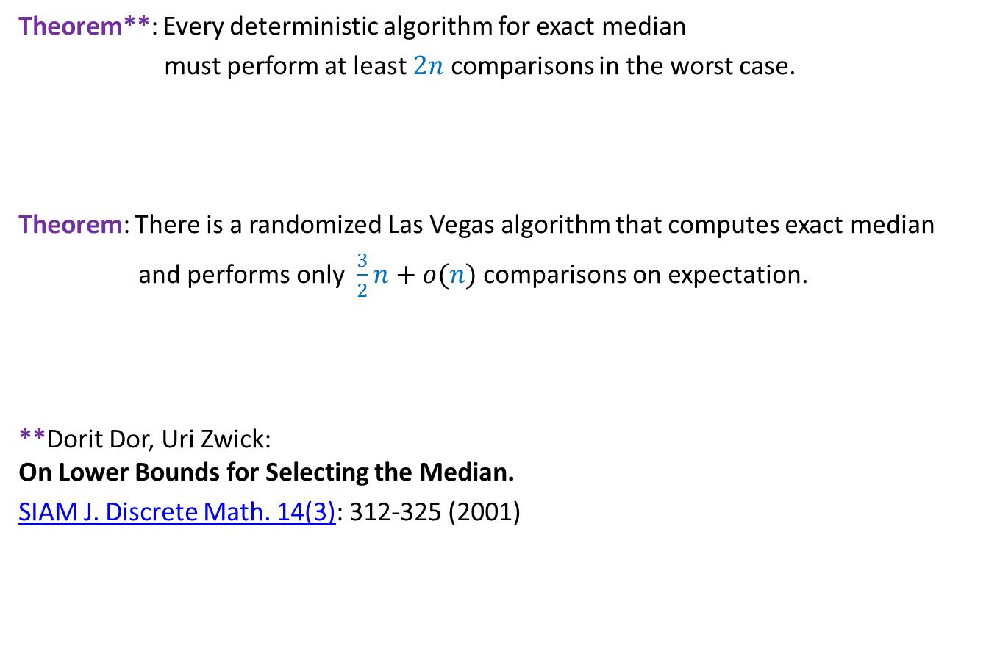 Theorem**: Every deterministic algorithm for exact median
must perform at least 2n comparisons in the worst case.
Theorem: There is a randomized Las Vegas algorithm that computes exact median
and performs only 3/2 n + o(n) comparisons on expectation.
**Dorit Dor, Uri Zwick:
On Lower Bounds for Selecting the Median.
SIAM J. Discrete Math. 14(3): 312-325 (2001)